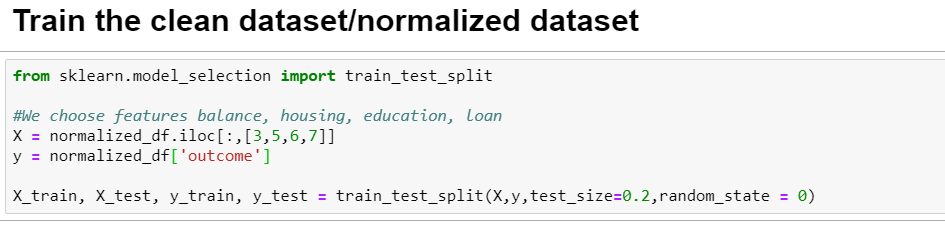 Train the clean dataset/normalized dataset
from sklearn.model_selection import train_test_split
#We choose features balance, housing, education, loan
X = normalized_df.iloc[:,[3,5,6,7]]
y = normalized_df['outcome']
X_train, X_test, y_train, y_test = train_test_split(X,y,test_size=0.2,random_state = 0)